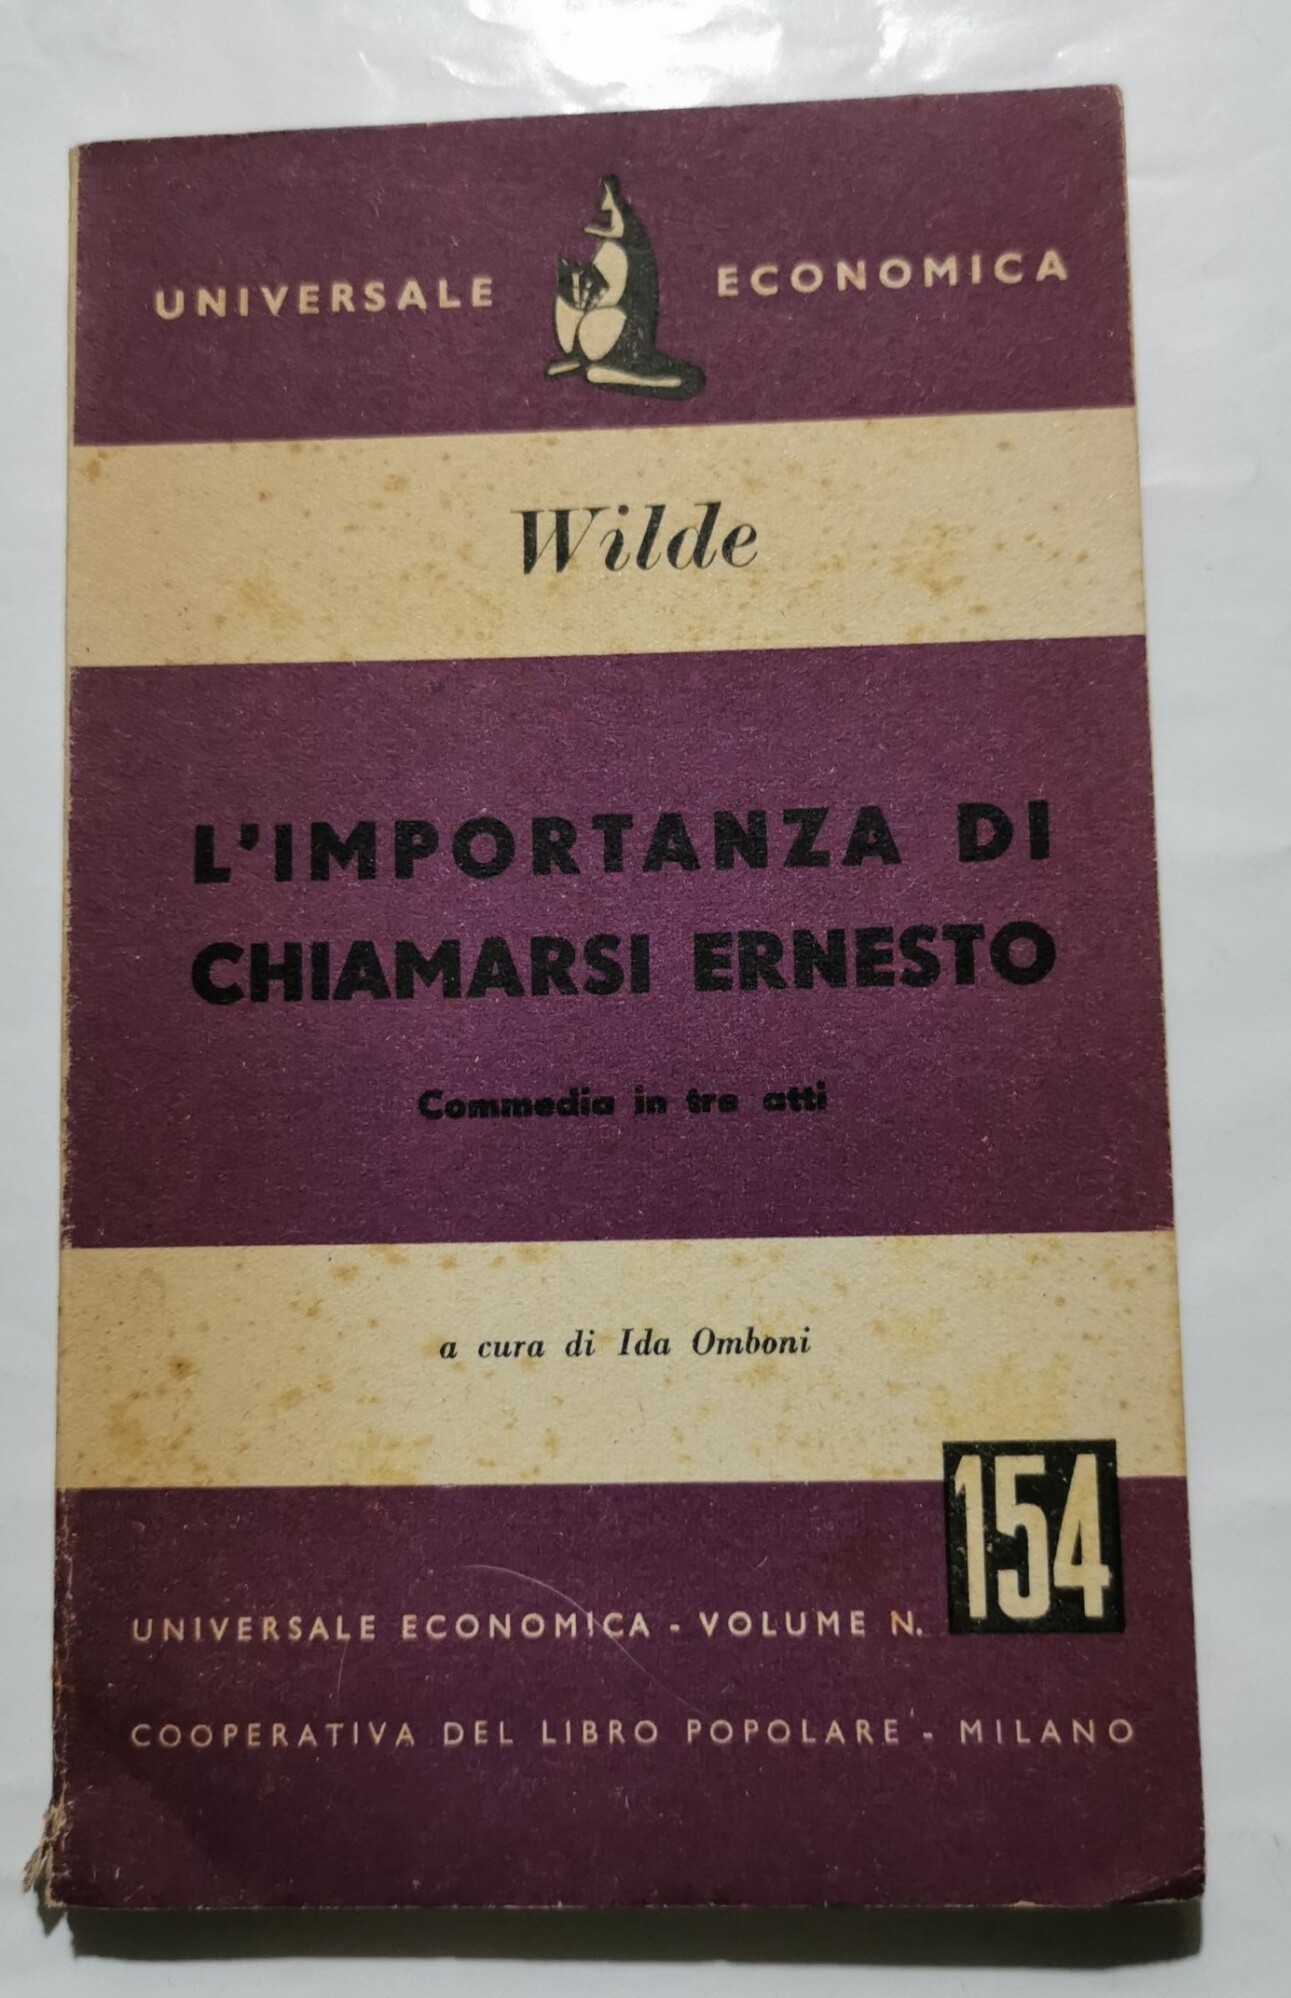 UNIVERSALE ECONOMICA
Wilde
L'IMPORTANZA DI
CHIAMARSI ERNESTO
Commedia in tre atti
a cura di Ida Omboni
UNIVERSALE ECONOMICA - VOLUME N. 154
COOPERATIVA DEL LIBRO POPOLARE - MILANO